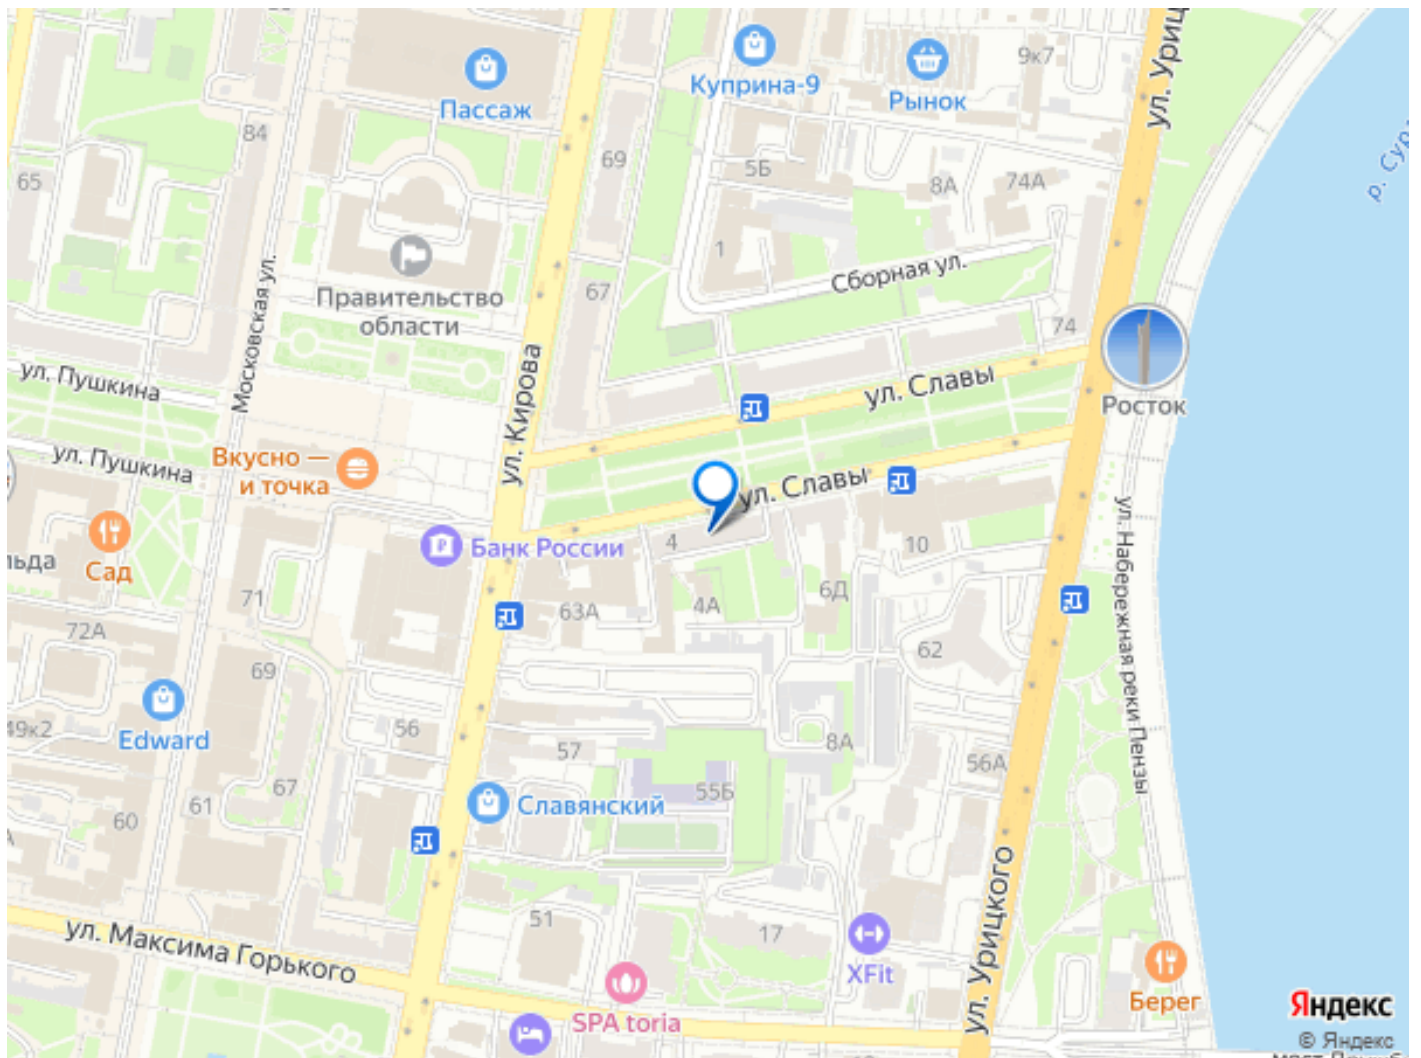 ул. Уриц
Куприна-9
9к7
Пассаж
Рынок
84
69
5Б
65
8А
74А
р. Сур
1
Сборная ул.
Правительство
области
67
Московская ул.
74
ул. Кирова
ул. Славы
Росток
ул. Пушкина
ул. Пушкина
Вкусно —
и точка
ул. Славы
4
Банк России
10
льда
Сад
71
63А
4А
6Д
ул. Набережная реки Пензы
72А
62
69
49к2
Edward
56
57
8А
56А
67
55Б
61
60
Славянский
ул. Урицкого
51
17
ул. Максима Горького
XFit
SPA toria
Берег
Яндекс
© Яндекс